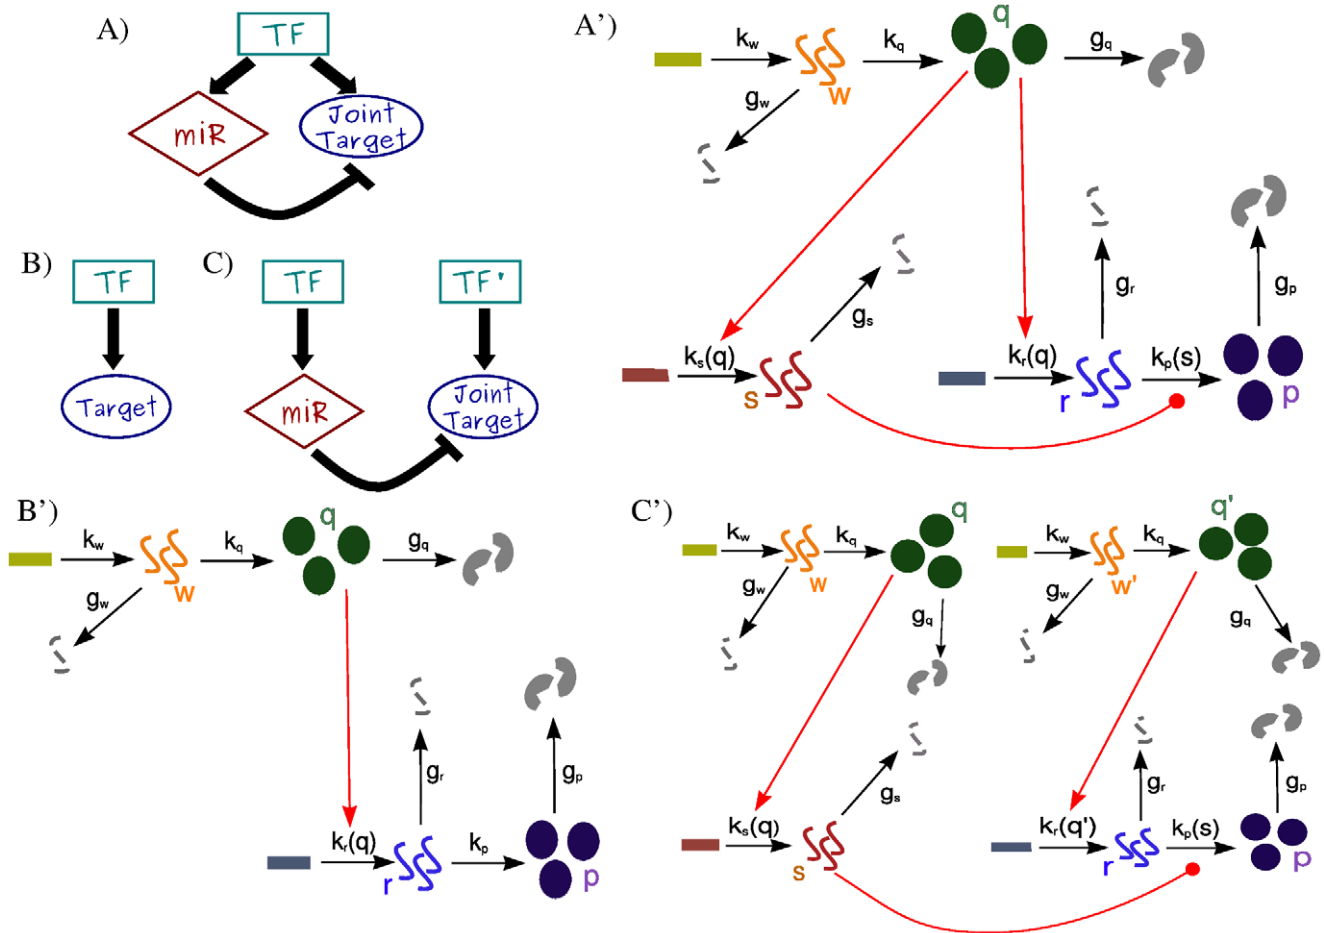 A)
TF
miR
Joint
Target
B)
TF
Target
C)
TF
TF'
miR
Joint
Target
A')
kw
w
gw
kq
q
gq
ks(q)
s
gs
kr(q)
r
gr
kp(s)
gp
p
B')
kw
w
gw
kq
q
gq
kr(q)
r
gr
kp
gp
p
C')
kw
w
gw
kq
q
gq
ks(q)
s
gs
kw
w'
gw
kq
q'
gq
kr(q')
r
gr
kp(s)
gp
p